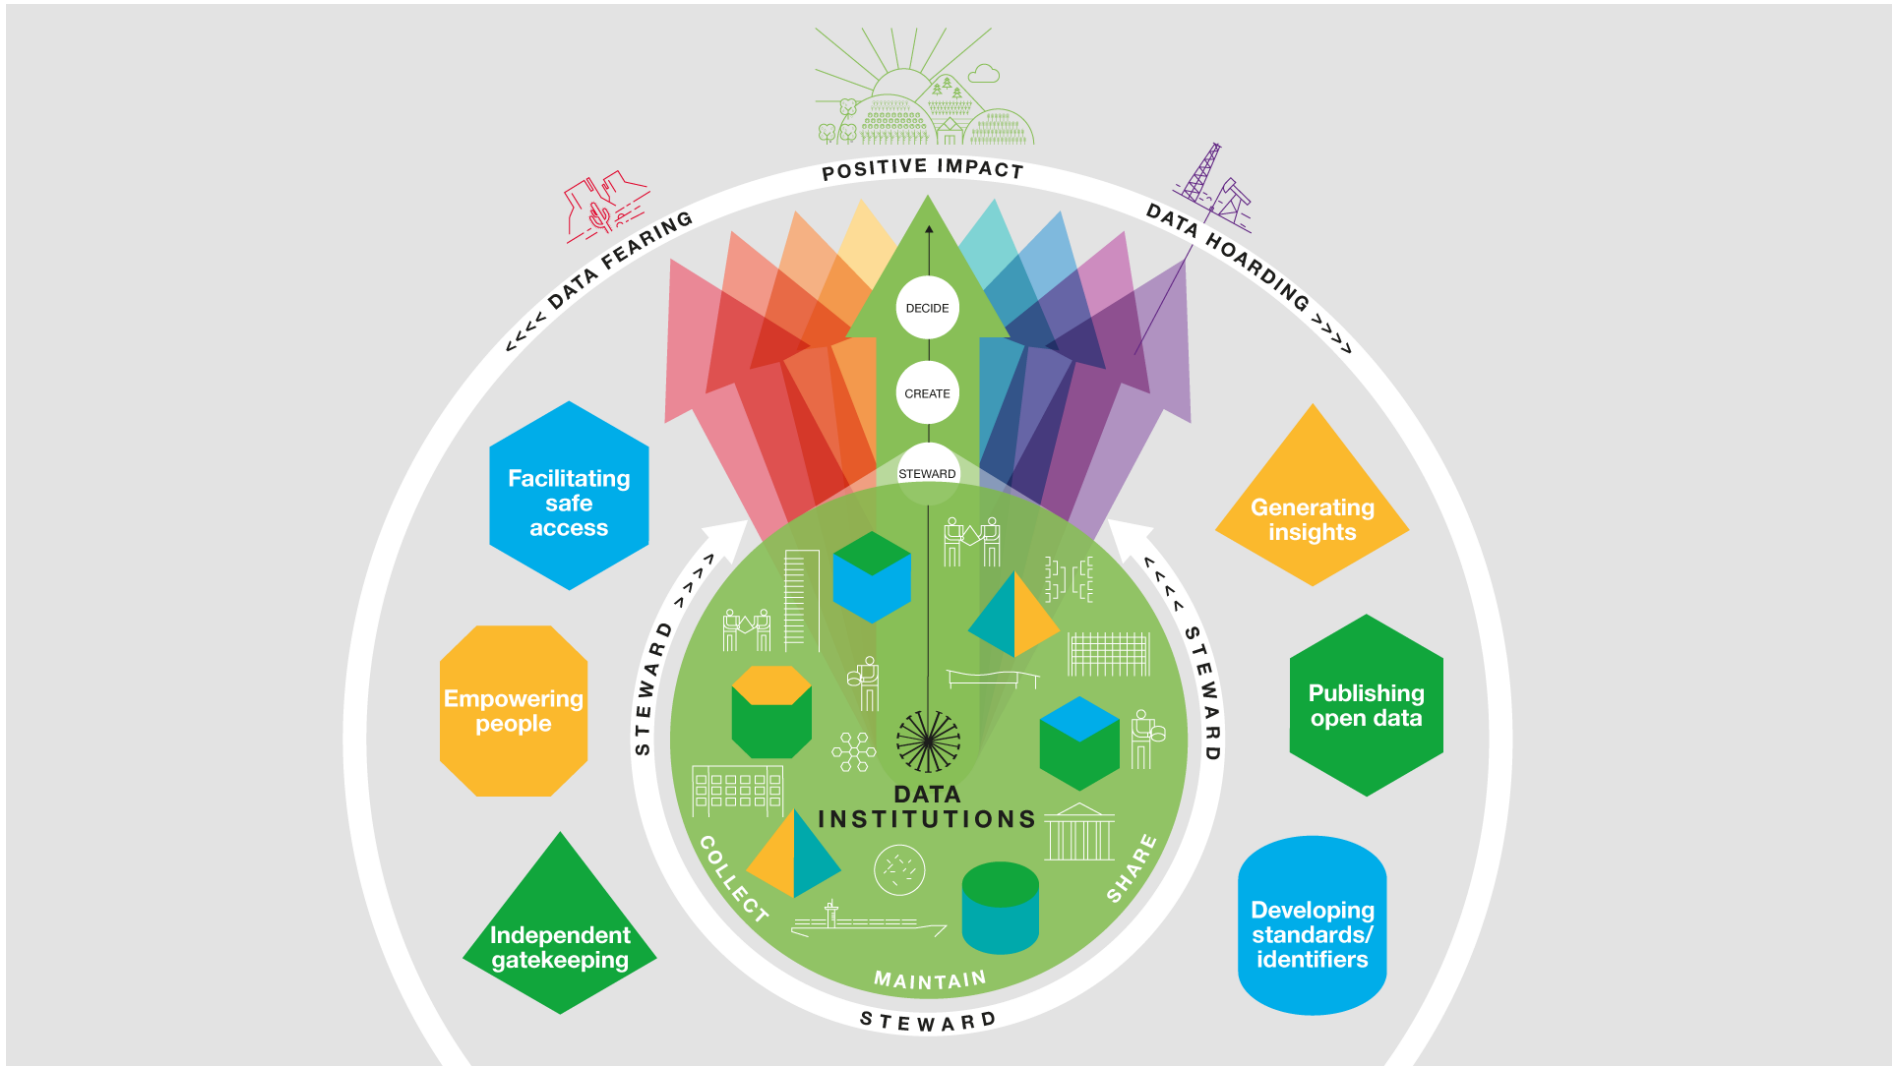 POSITIVE IMPACT
<<<< DATA FEARING
DATA HOARDING >>>>
DECIDE
CREATE
STEWARD
Facilitating
safe
access
Empowering
people
Independent
gatekeeping
Generating
insights
Publishing
open data
Developing
standards/
identifiers
STEWARD >>>>
<<<< STEWARD
DATA
INSTITUTIONS
COLLECT
SHARE
MAINTAIN
STEWARD